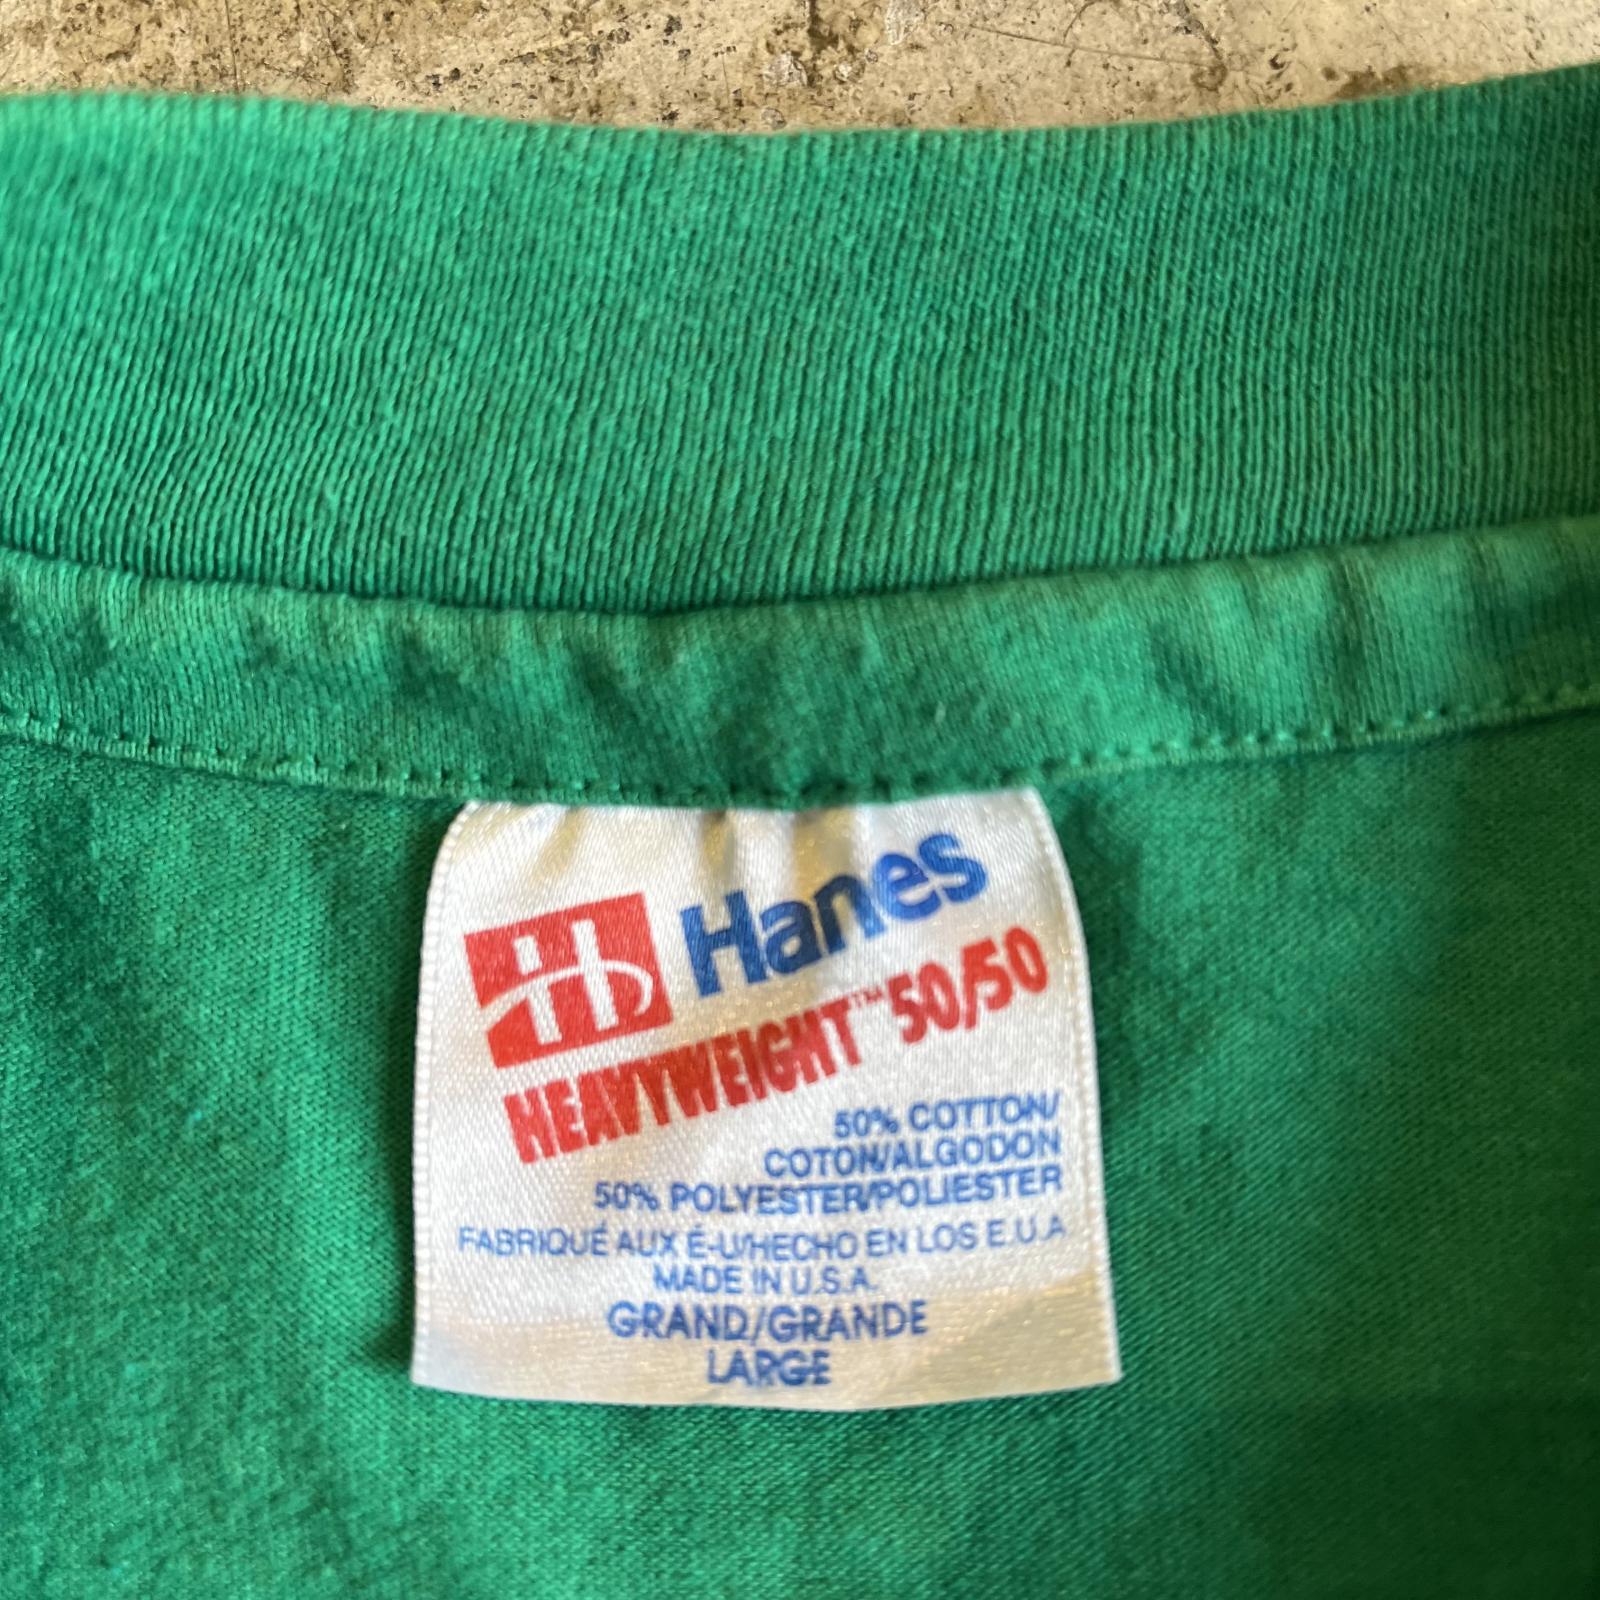 H Hanes
HEAVYWEIGHT™ 50/50
50% COTTON/
COTON/ALGODON
50% POLYESTER/POLIESTER
FABRIQUÉ AUX É-U/HECHO EN LOS E.U.A
MADE IN U.S.A.
GRAND/GRANDE
LARGE